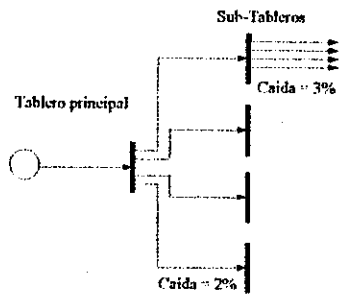 Sub-Tableros
Caida = 3%
Tablero principal
Caida = 2%